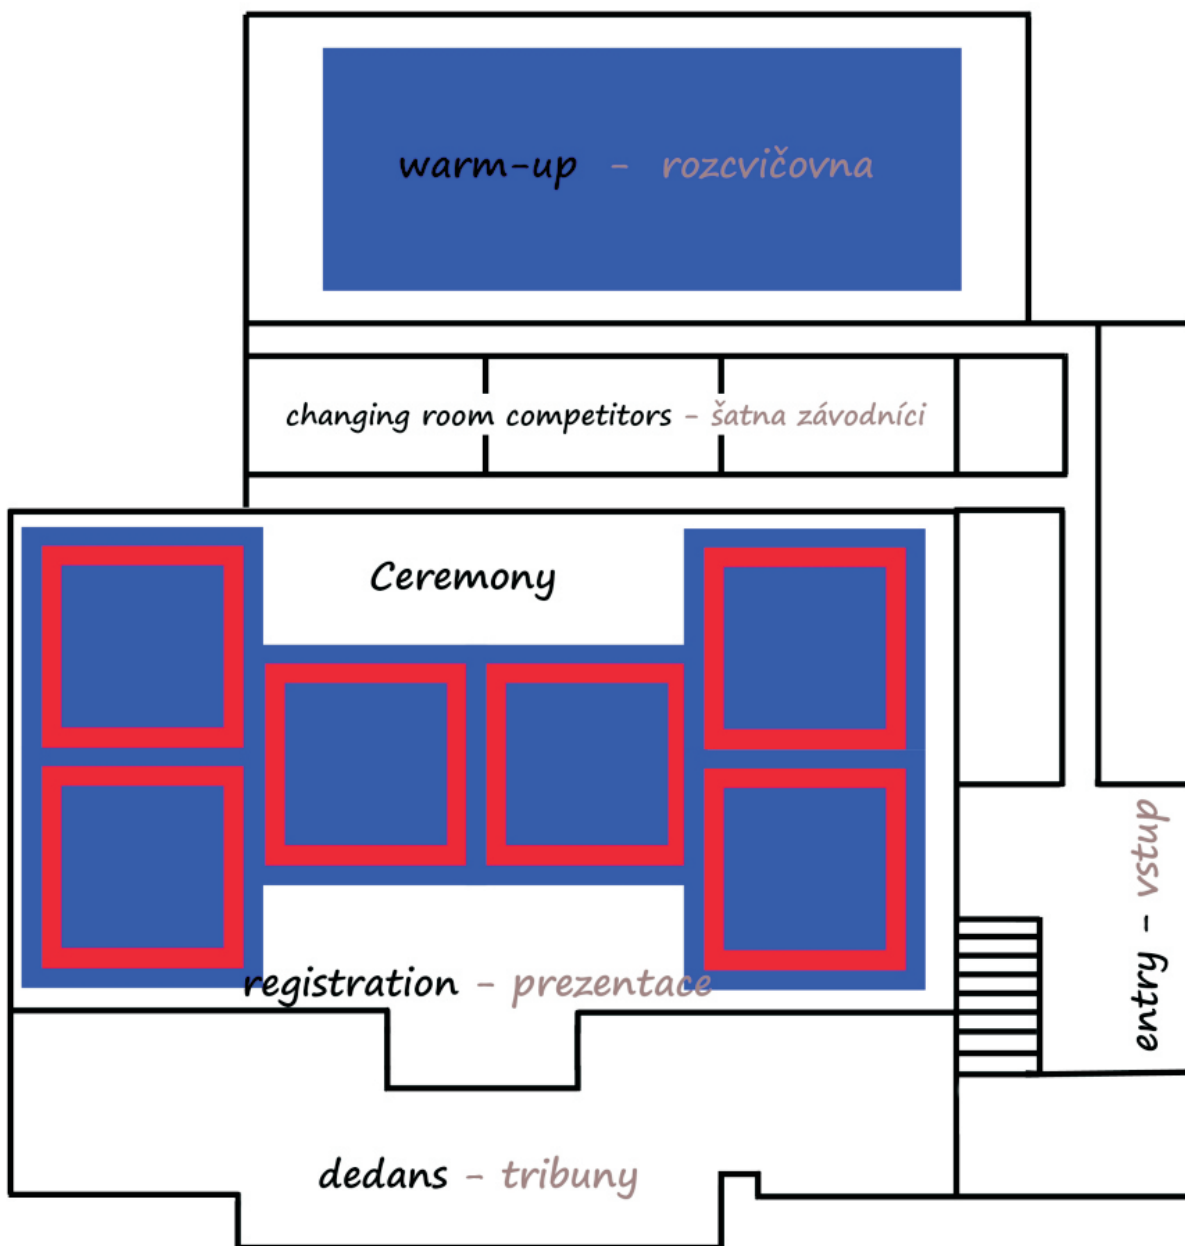 warm-up - rozcvičovna
changing room competitors - šatna závodníci
Ceremony
registration - prezentace
entry - vstup
dedans - tribuny